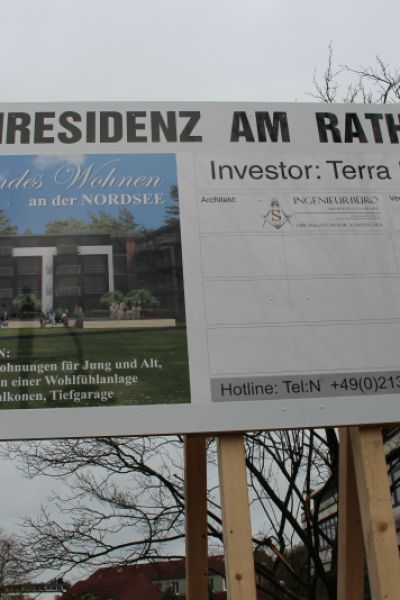 RESIDENZ AM RATH
ndes Wohnen
an der NORDSEE
Investor: Terra
Architekt:
INGENIEURBÜRO
S
N:
ohnungen für Jung und Alt,
n einer Wohlfühlanlage
lkonen, Tiefgarage
Hotline: Tel:N° +49(0)213